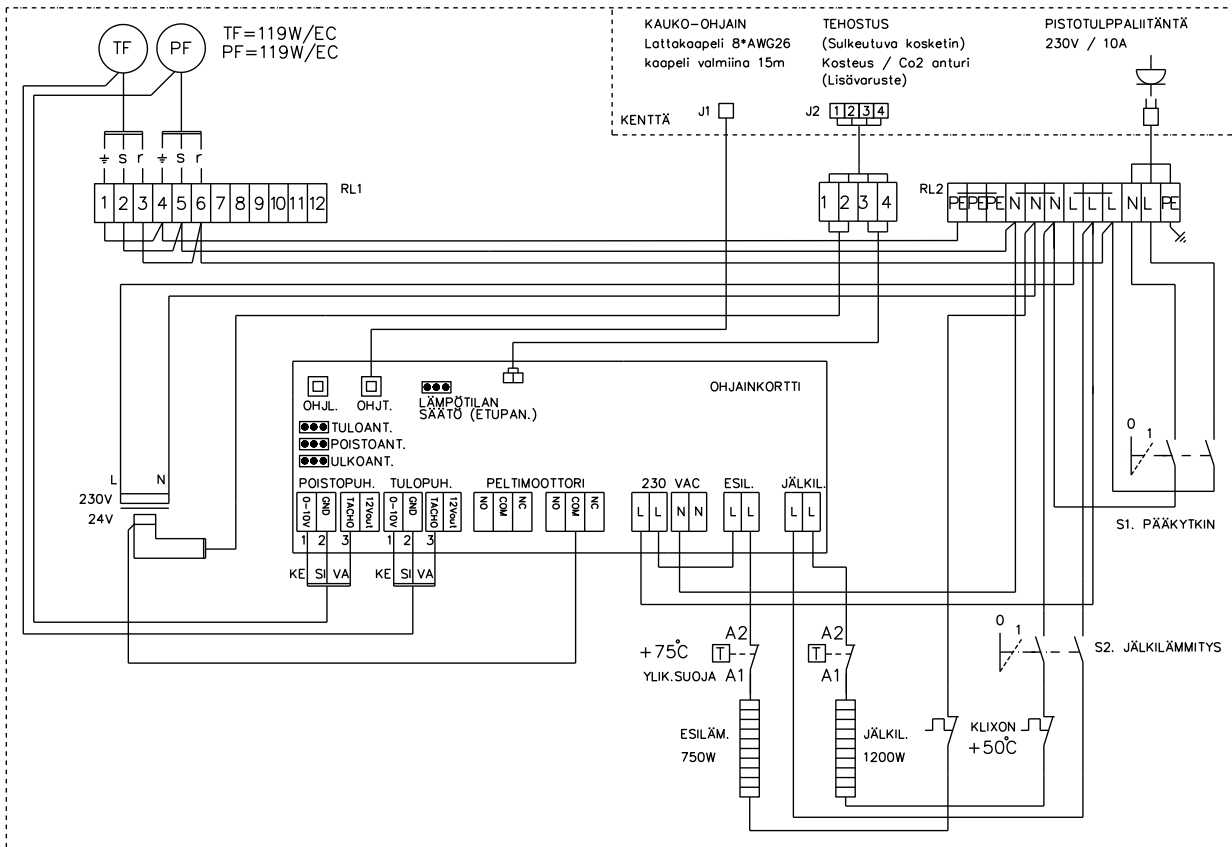 TF
PF
TF=119W/EC
PF=119W/EC
KAUKO-OHJAIN
Lattakaapeli 8*AWG26
kaapeli valmiina 15m
TEHOSTUS
(Sulkeutuva kosketin)
Kosteus / Co2 anturi
(Lisävaruste)
PISTOTULPPALIITÄNTÄ
230V / 10A
KENTTÄ
J1
J2
1 2 3 4
s r s r
1 2 3 4 5 6 7 8 9 10 11 12
RL1
1 2 3 4
RL2
PE PE PE N N N L L L N L PE
OHJL.
OHJT.
LÄMPÖTILAN
SÄÄTÖ (ETUPAN.)
OHJAINKORTTI
TULOANT.
POISTOANT.
ULKOANT.
POISTOPUH.
TULOPUH.
PELTIMOOTTORI
230 VAC
ESIL.
JÄLKIL.
0-10V GND TACHO 12Vout
0-10V GND TACHO 12Vout
NO COM NC
NO COM NC
L L N N
L L
L L
1 2 3
1 2 3
KE SI VA
KE SI VA
L N
230V
24V
0
1
S1. PÄÄKYTKIN
0
1
S2. JÄLKILÄMMITYS
+75°C
YLIK.SUOJA
A2
T
A1
A2
T
A1
ESILÄM.
750W
JÄLKIL.
1200W
KLIXON
+50°C